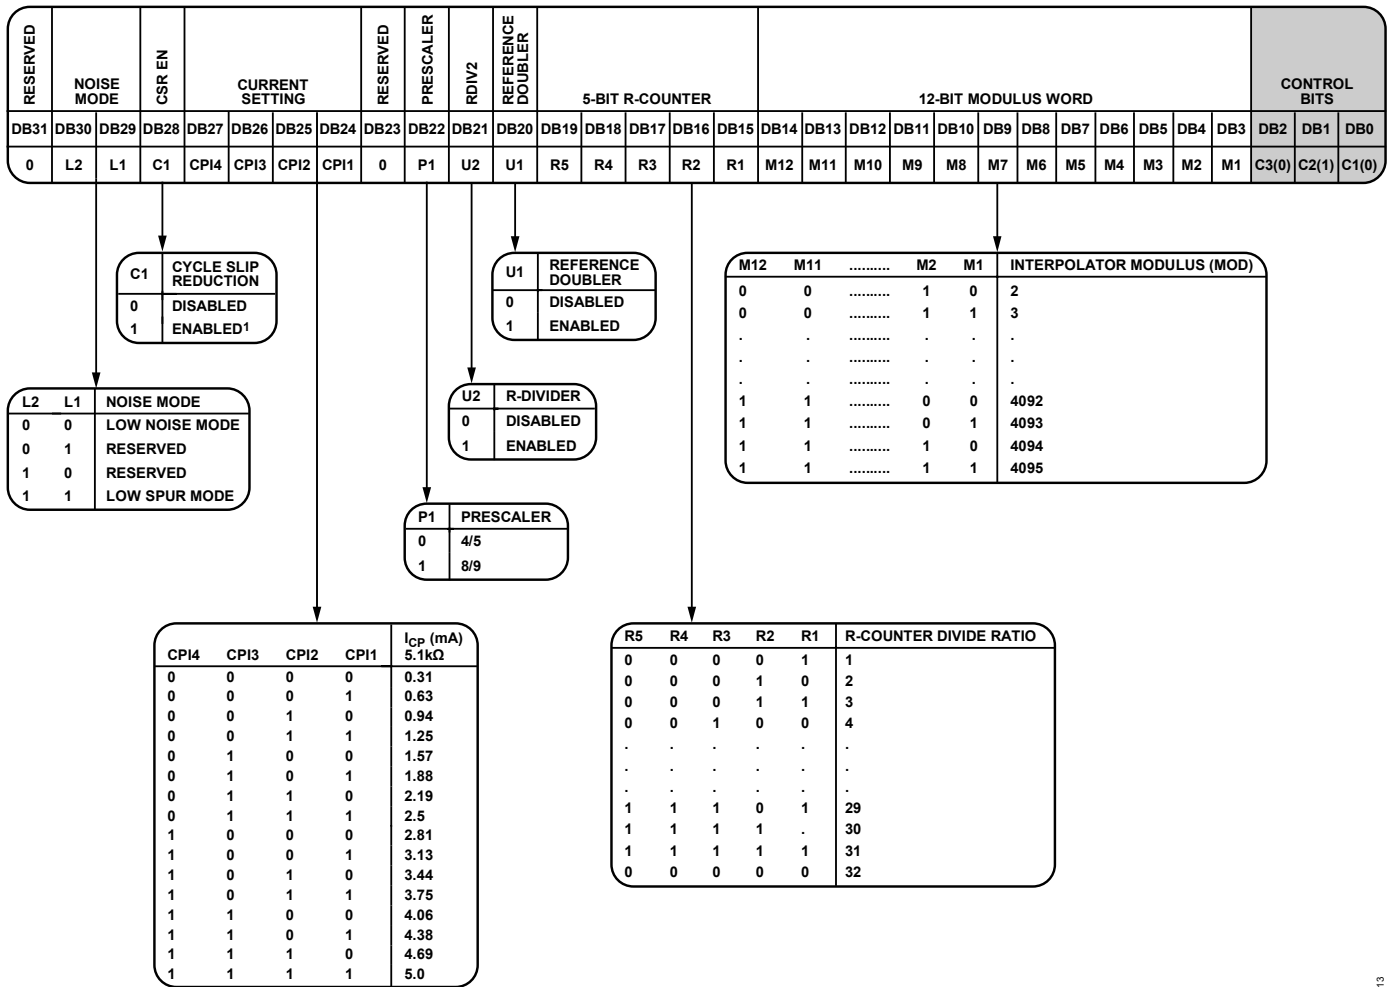 RESERVED
NOISE MODE
CSR EN
CURRENT SETTING
RESERVED
PRESCALER
RDIV2
REFERENCE DOUBLER
5-BIT R-COUNTER
12-BIT MODULUS WORD
CONTROL BITS
DB31 DB30 DB29 DB28 DB27 DB26 DB25 DB24 DB23 DB22 DB21 DB20 DB19 DB18 DB17 DB16 DB15 DB14 DB13 DB12 DB11 DB10 DB9 DB8 DB7 DB6 DB5 DB4 DB3 DB2 DB1 DB0
0 L2 L1 C1 CPI4 CPI3 CPI2 CPI1 0 P1 U2 U1 R5 R4 R3 R2 R1 M12 M11 M10 M9 M8 M7 M6 M5 M4 M3 M2 M1 C3(0) C2(1) C1(0)
C1 CYCLE SLIP REDUCTION
0 DISABLED
1 ENABLED1
U1 REFERENCE DOUBLER
0 DISABLED
1 ENABLED
M12 M11 .......... M2 M1 INTERPOLATOR MODULUS (MOD)
0 0 .......... 1 0 2
0 0 .......... 1 1 3
. . .......... . . .
. . .......... . . .
. . .......... . . .
1 1 .......... 0 0 4092
1 1 .......... 0 1 4093
1 1 .......... 1 0 4094
1 1 .......... 1 1 4095
L2 L1 NOISE MODE
0 0 LOW NOISE MODE
0 1 RESERVED
1 0 RESERVED
1 1 LOW SPUR MODE
U2 R-DIVIDER
0 DISABLED
1 ENABLED
P1 PRESCALER
0 4/5
1 8/9
ICP (mA)
CPI4 CPI3 CPI2 CPI1 5.1kΩ
0 0 0 0 0.31
0 0 0 1 0.63
0 0 1 0 0.94
0 0 1 1 1.25
0 1 0 0 1.57
0 1 0 1 1.88
0 1 1 0 2.19
0 1 1 1 2.5
1 0 0 0 2.81
1 0 0 1 3.13
1 0 1 0 3.44
1 0 1 1 3.75
1 1 0 0 4.06
1 1 0 1 4.38
1 1 1 0 4.69
1 1 1 1 5.0
R5 R4 R3 R2 R1 R-COUNTER DIVIDE RATIO
0 0 0 0 1 1
0 0 0 1 0 2
0 0 0 1 1 3
0 0 1 0 0 4
. . . . . .
. . . . . .
. . . . . .
1 1 1 0 1 29
1 1 1 1 . 30
1 1 1 1 1 31
0 0 0 0 0 32
13